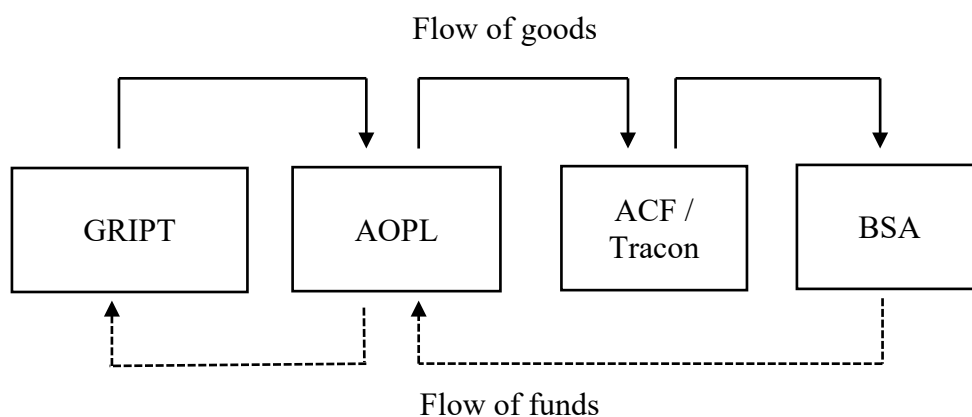 Flow of goods
GRIPT
AOPL
ACF /
Tracon
BSA
Flow of funds